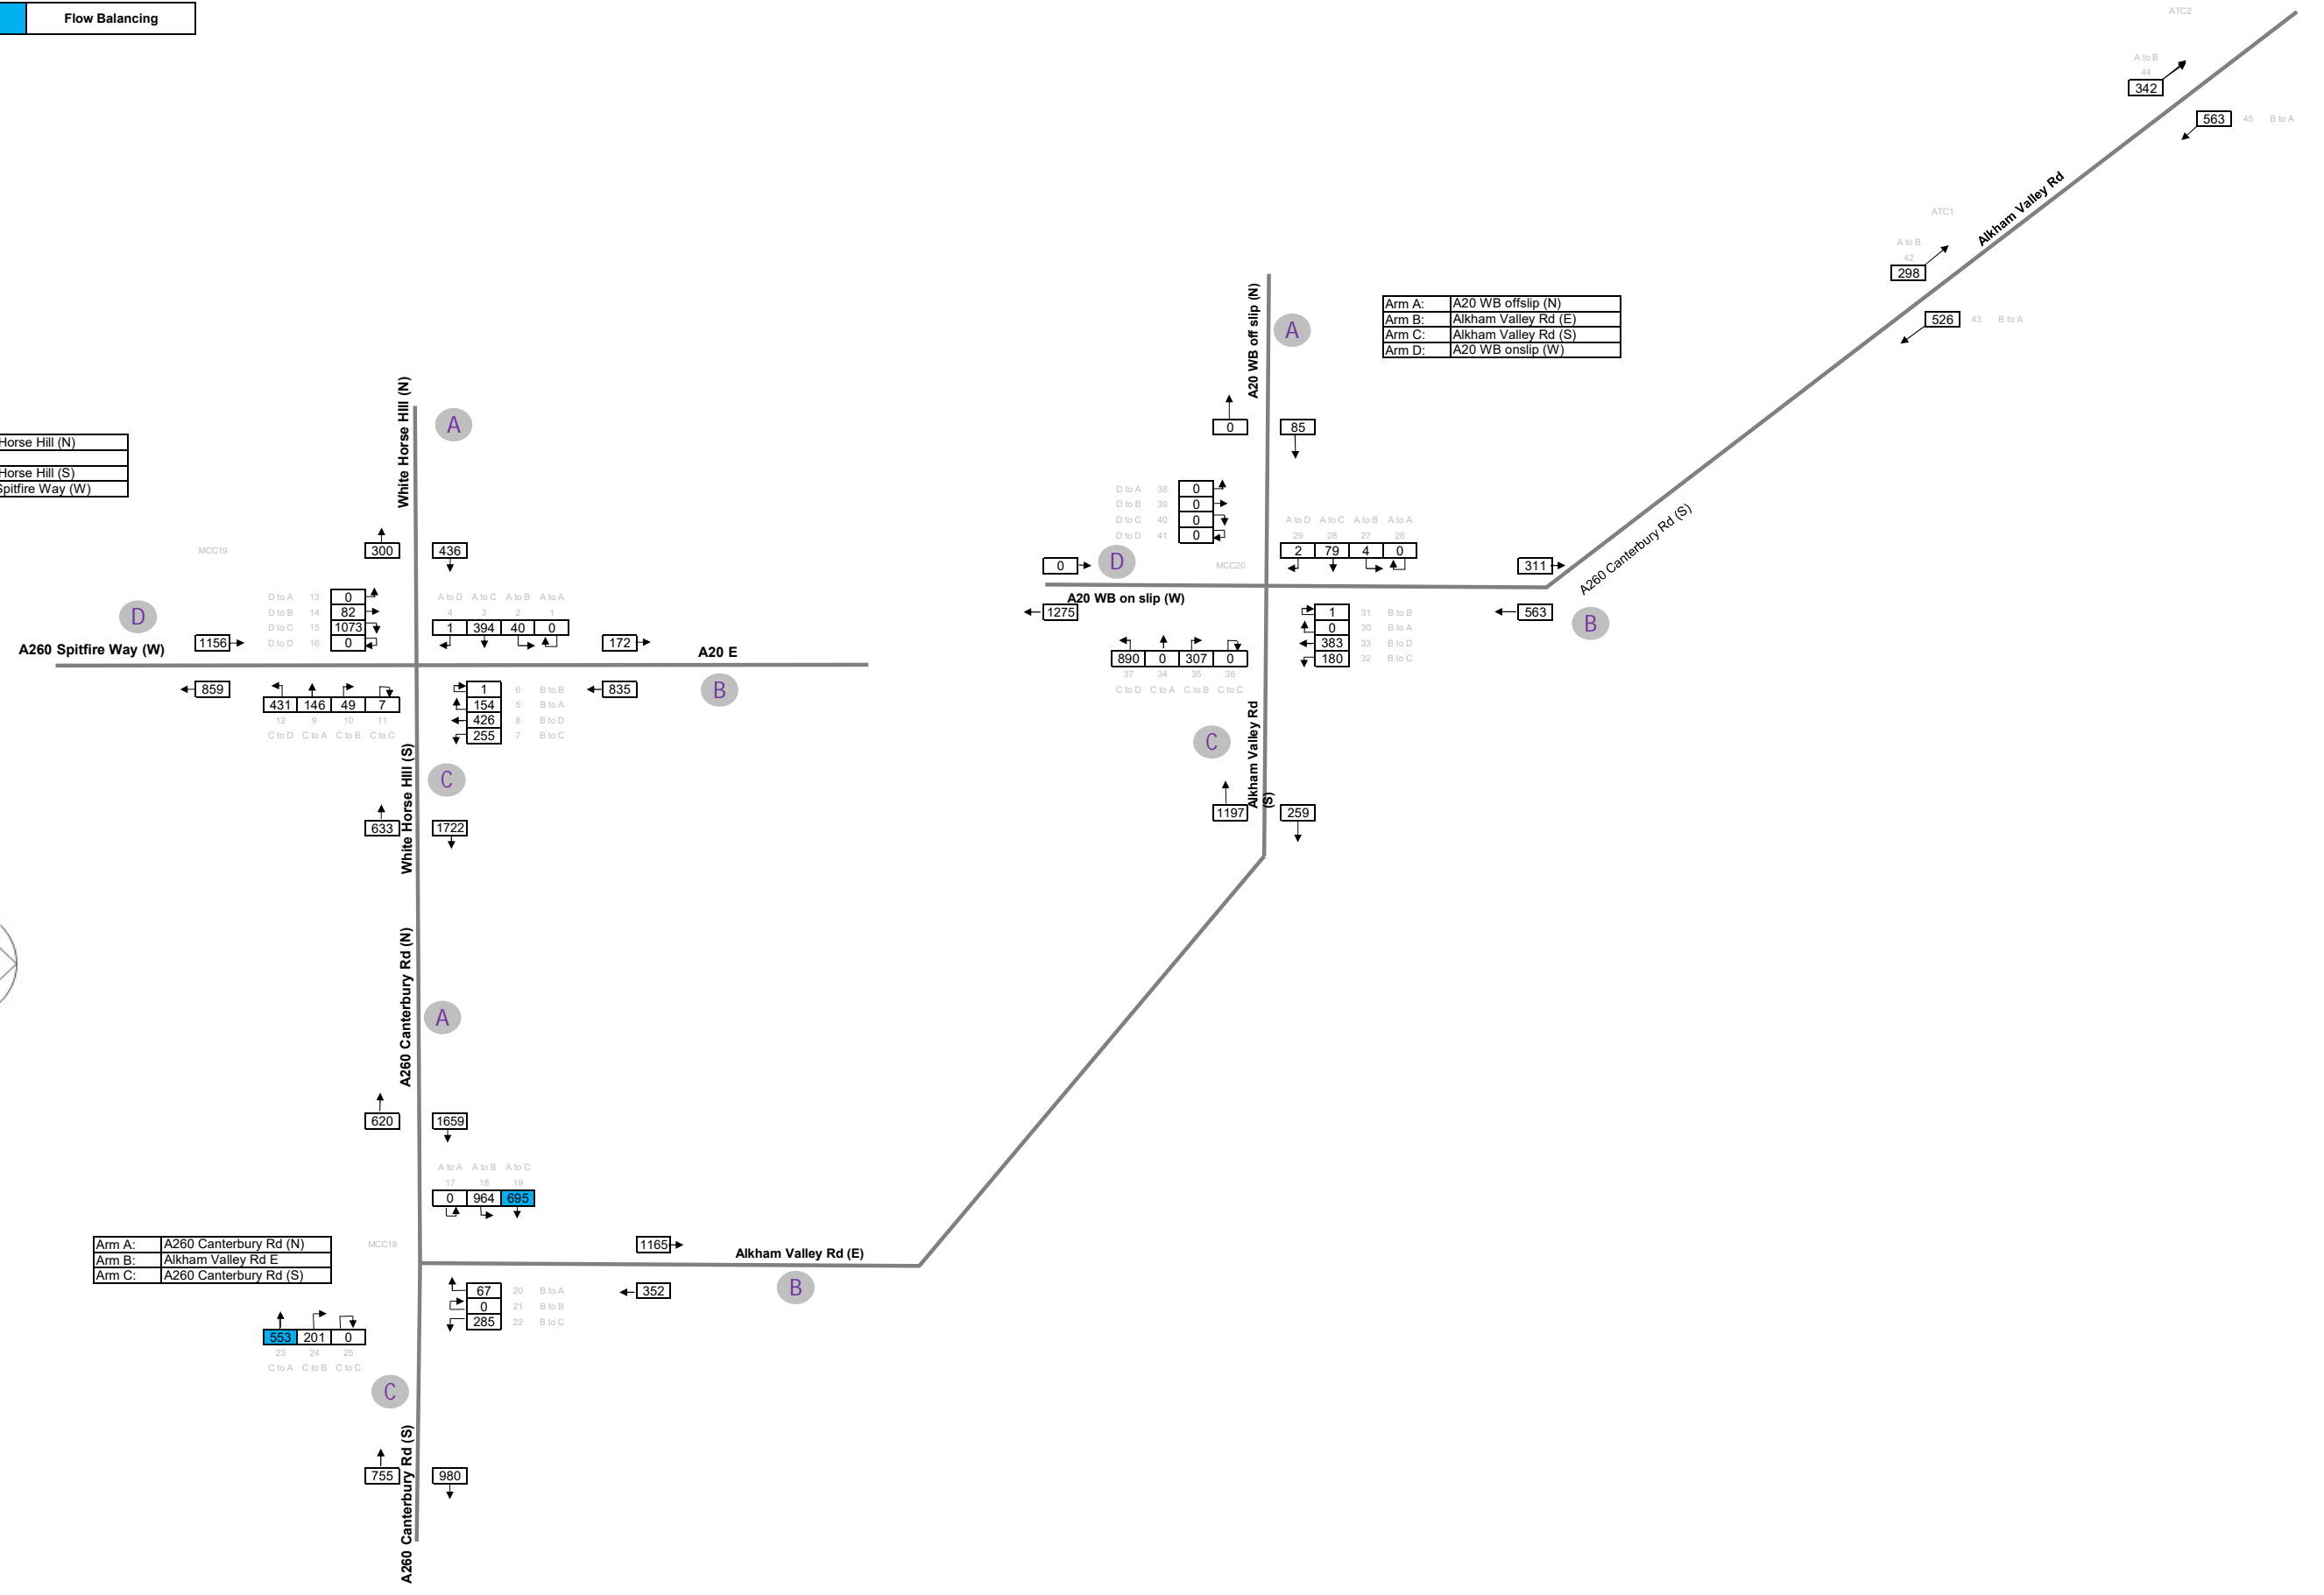 Flow Balancing
ATC2
A to B
44
342
563 45 B to A
Alkham Valley Rd
ATC1
A to B
42
298
526 43 B to A
A260 Canterbury Rd (S)
A20 WB off slip (N)
A
Arm A: A20 WB offslip (N)
Arm B: Alkham Valley Rd (E)
Arm C: Alkham Valley Rd (S)
Arm D: A20 WB onslip (W)
0 85
D to A 38 0
D to B 39 0
D to C 40 0
D to D 41 0
A to D A to C A to B A to A
29 28 27 26
2 79 4 0
MCC20
0 D
311
A20 WB on slip (W)
1275
563
B
1 31 B to B
0 30 B to A
383 33 B to D
180 32 B to C
890 0 307 0
37 34 35 36
C to D C to A C to B C to C
C
Alkham Valley Rd
(S)
1197 259
Horse Hill (N)
Horse Hill (S)
Spitfire Way (W)
White Horse HIll (N)
A
MCC19
300 436
D to A 13 0
D to B 14 82
D to C 15 1073
D to D 16 0
A to D A to C A to B A to A
4 3 2 1
1 394 40 0
D
A260 Spitfire Way (W)
1156
172
A20 E
859
835
B
431 146 49 7
12 9 10 11
C to D C to A C to B C to C
1 6 B to B
154 5 B to A
426 8 B to D
255 7 B to C
C
White Horse HIll (S)
633 1722
A260 Canterbury Rd (N)
A
620 1659
A to A A to B A to C
17 18 19
0 964 695
Arm A: A260 Canterbury Rd (N)
Arm B: Alkham Valley Rd E
Arm C: A260 Canterbury Rd (S)
MCC18
1165
Alkham Valley Rd (E)
352
B
67 20 B to A
0 21 B to B
285 22 B to C
553 201 0
23 24 25
C to A C to B C to C
C
A260 Canterbury Rd (S)
755 980